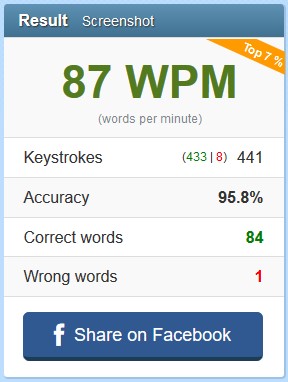 Result Screenshot
Top 7 %
87 WPM
(words per minute)
Keystrokes (433 | 8) 441
Accuracy 95.8%
Correct words 84
Wrong words 1
f Share on Facebook